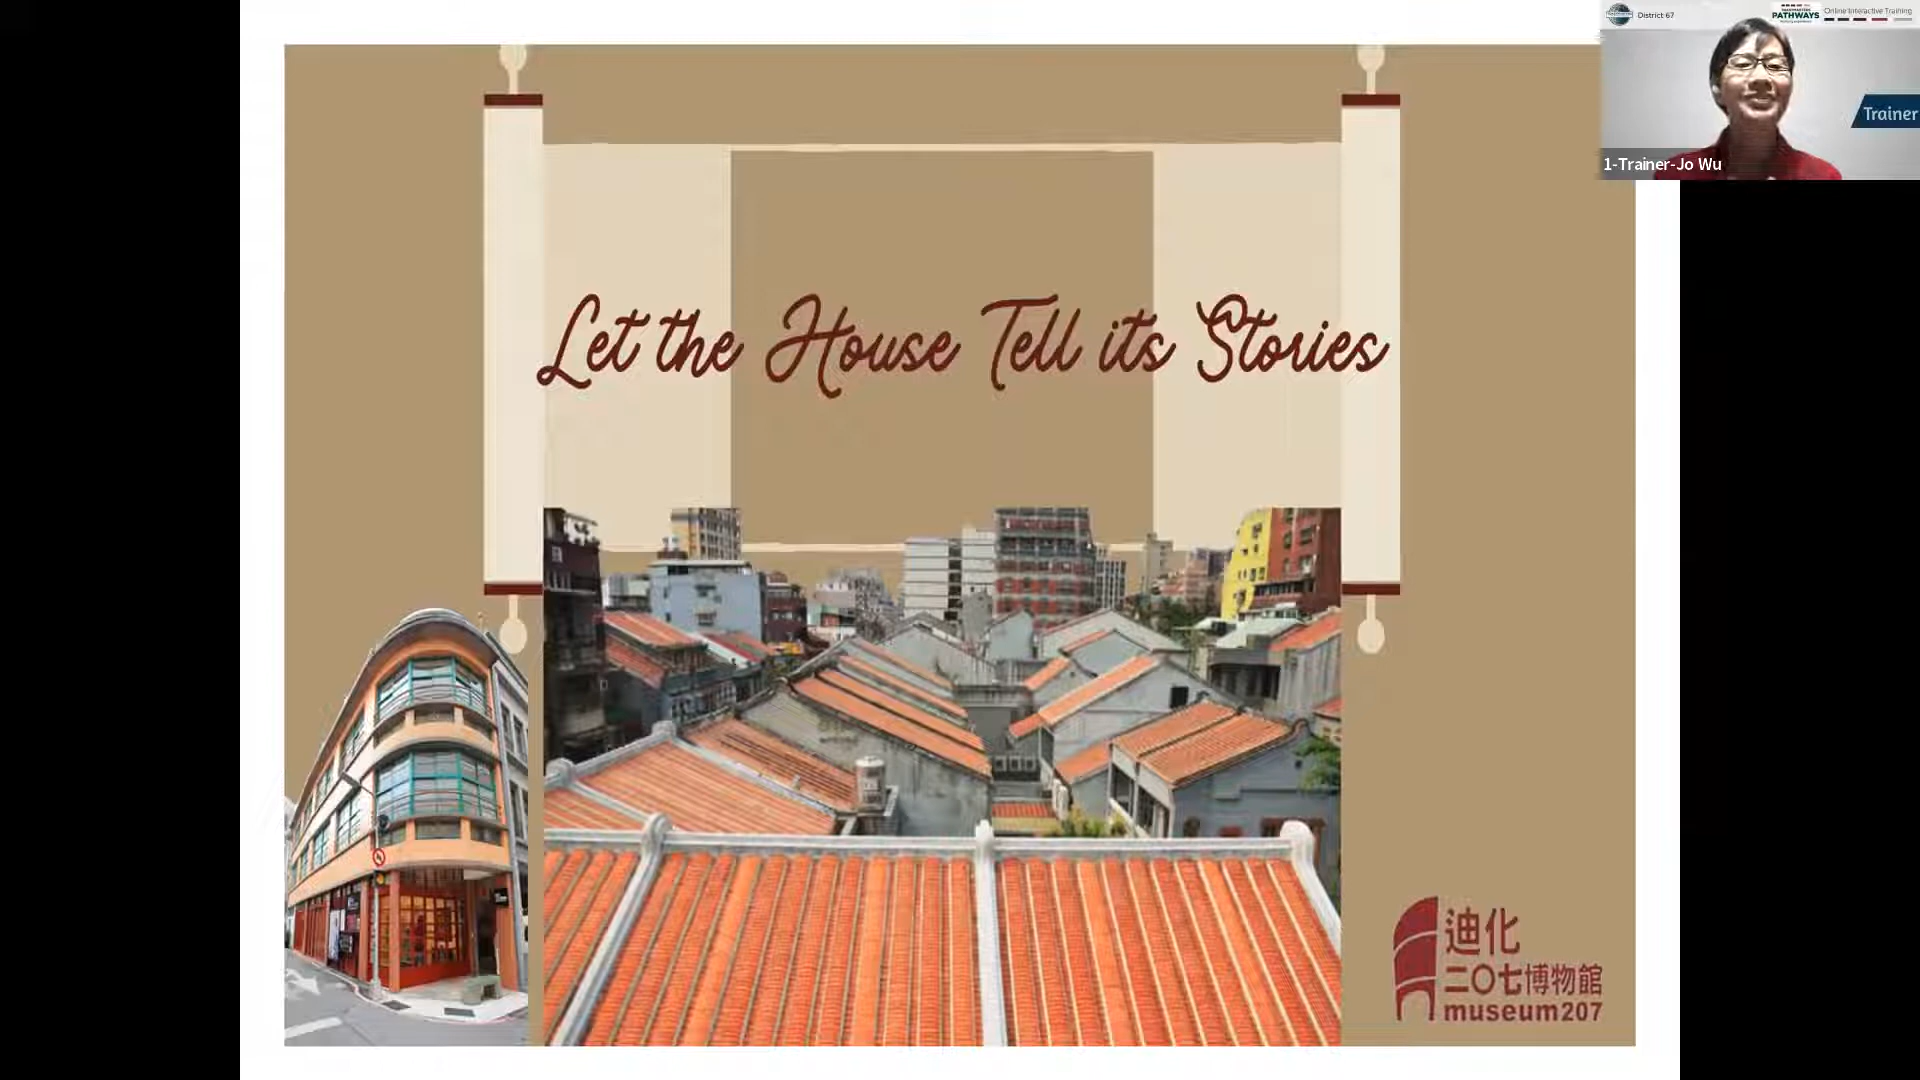 District 67
PATHWAYS
Online Interactive Training
Trainer
1-Trainer-Jo Wu
Let the House Tell its Stories
迪化
二〇七博物館
museum207